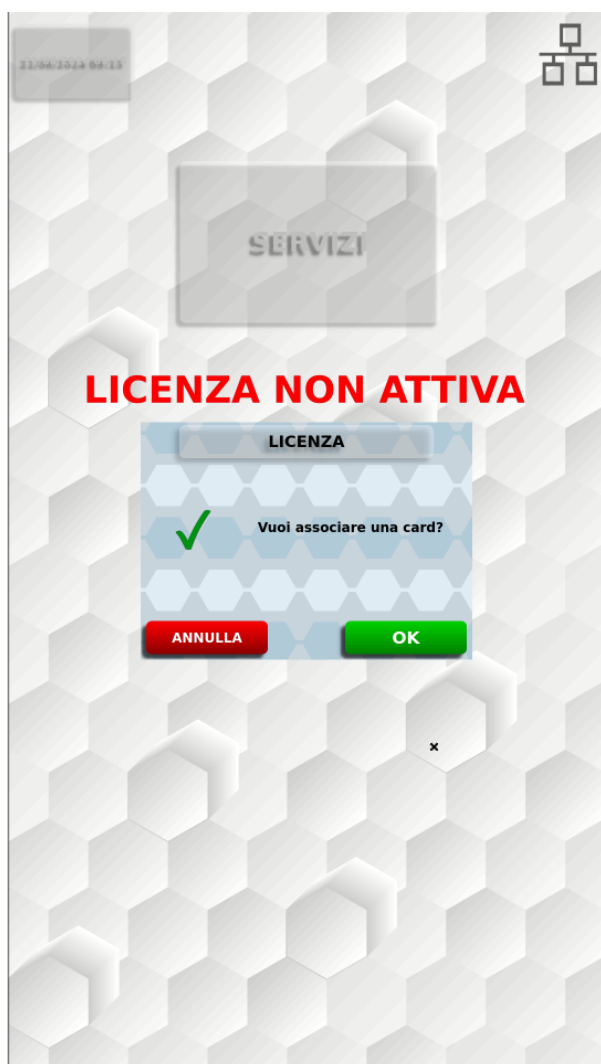 SERVIZI
LICENZA NON ATTIVA
LICENZA
Vuoi associare una card?
ANNULLA
OK